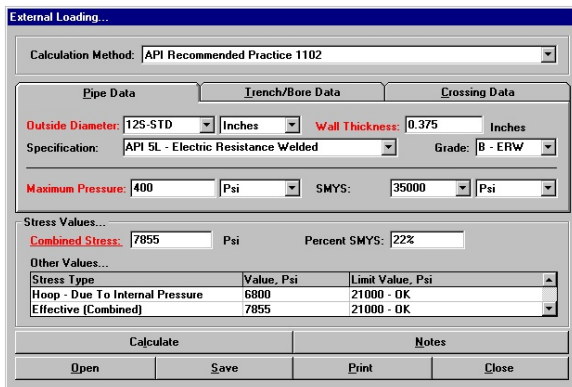 External Loading...
Calculation Method: API Recommended Practice 1102
Pipe Data Trench/Bore Data Crossing Data
Outside Diameter: 12S-STD Inches Wall Thickness: 0.375 Inches
Specification: API 5L - Electric Resistance Welded Grade: B - ERW
Maximum Pressure: 400 Psi SMYS: 35000 Psi
Stress Values...
Combined Stress: 7855 Psi Percent SMYS: 22%
Other Values...
Stress Type Value, Psi Limit Value, Psi
Hoop - Due To Internal Pressure 6800 21000 - OK
Effective (Combined) 7855 21000 - OK
Calculate Notes
Open Save Print Close